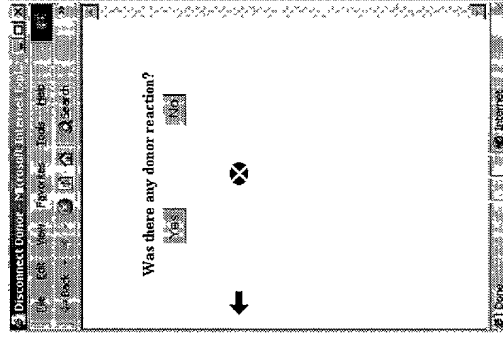 Disconnect Donor - Microsoft Internet Explorer
File Edit View Favorites Tools Help
Back Search
Was there any donor reaction?
Yes No
Done Internet